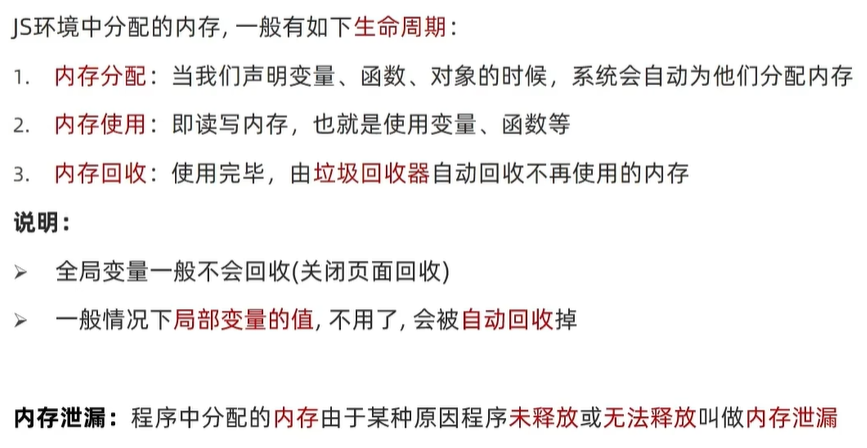 JS环境中分配的内存, 一般有如下生命周期：
1. 内存分配：当我们声明变量、函数、对象的时候，系统会自动为他们分配内存
2. 内存使用：即读写内存，也就是使用变量、函数等
3. 内存回收：使用完毕，由垃圾回收器自动回收不再使用的内存
说明：
➢ 全局变量一般不会回收(关闭页面回收)
➢ 一般情况下局部变量的值, 不用了, 会被自动回收掉
内存泄漏：程序中分配的内存由于某种原因程序未释放或无法释放叫做内存泄漏